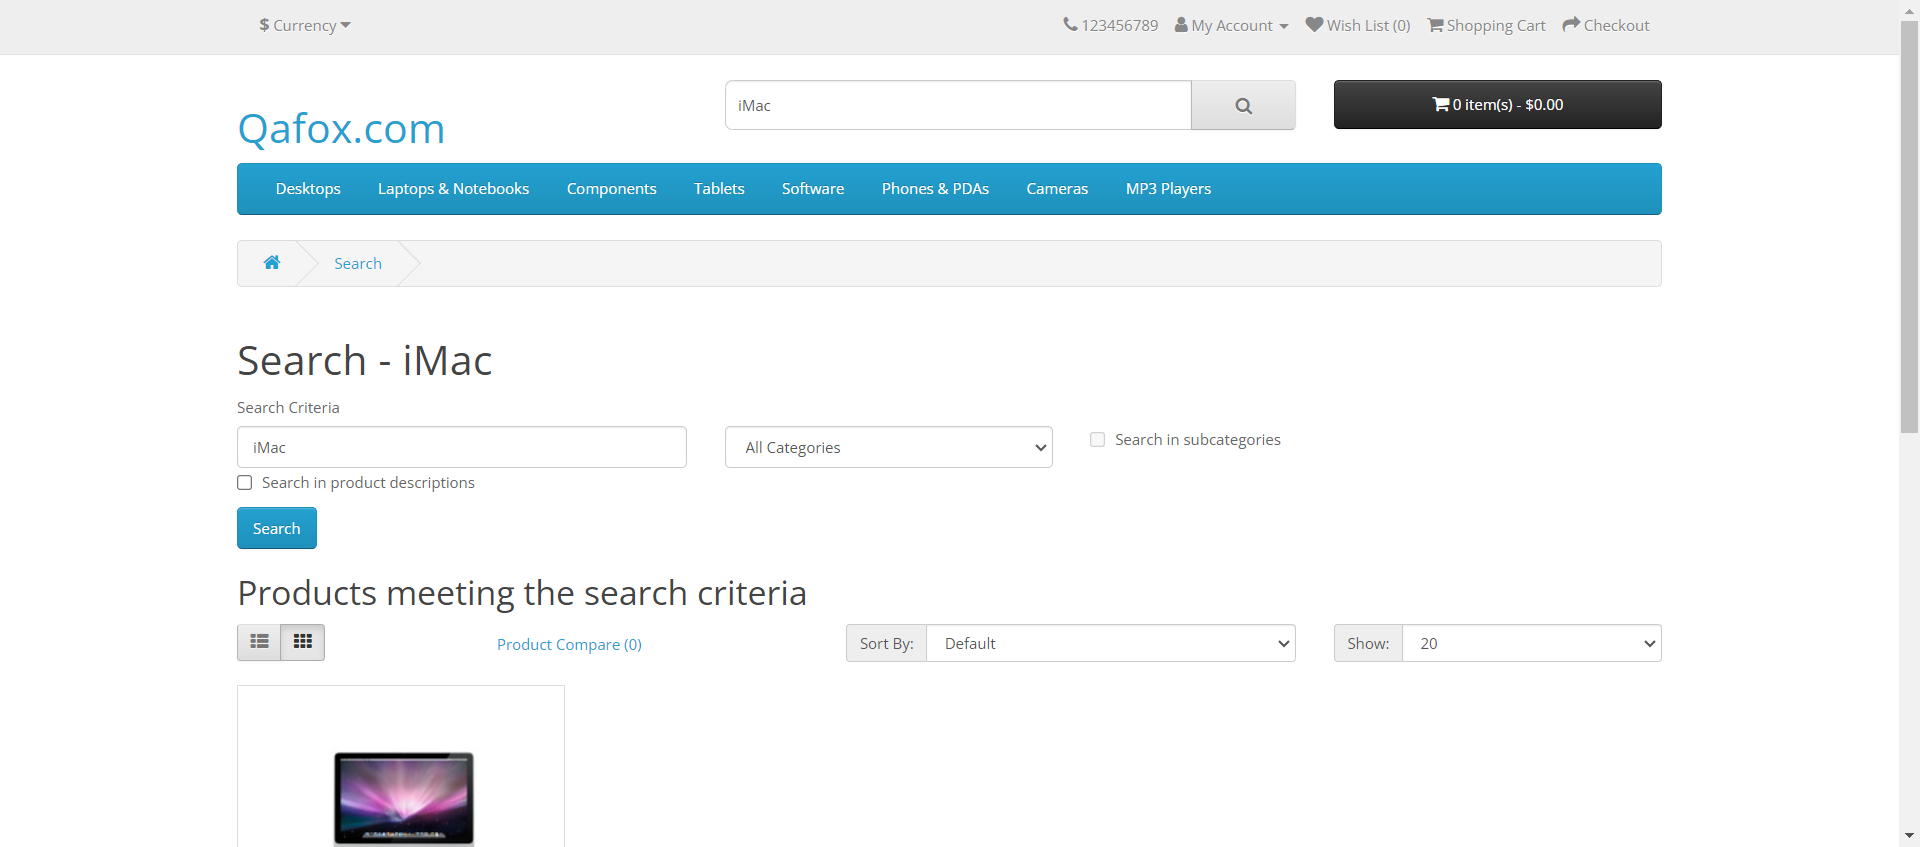 $ Currency
123456789 My Account Wish List (0) Shopping Cart Checkout
Qafox.com
iMac
0 item(s) - $0.00
Desktops Laptops & Notebooks Components Tablets Software Phones & PDAs Cameras MP3 Players
Search
Search - iMac
Search Criteria
iMac
All Categories
Search in subcategories
Search in product descriptions
Search
Products meeting the search criteria
Product Compare (0)
Sort By: Default
Show: 20